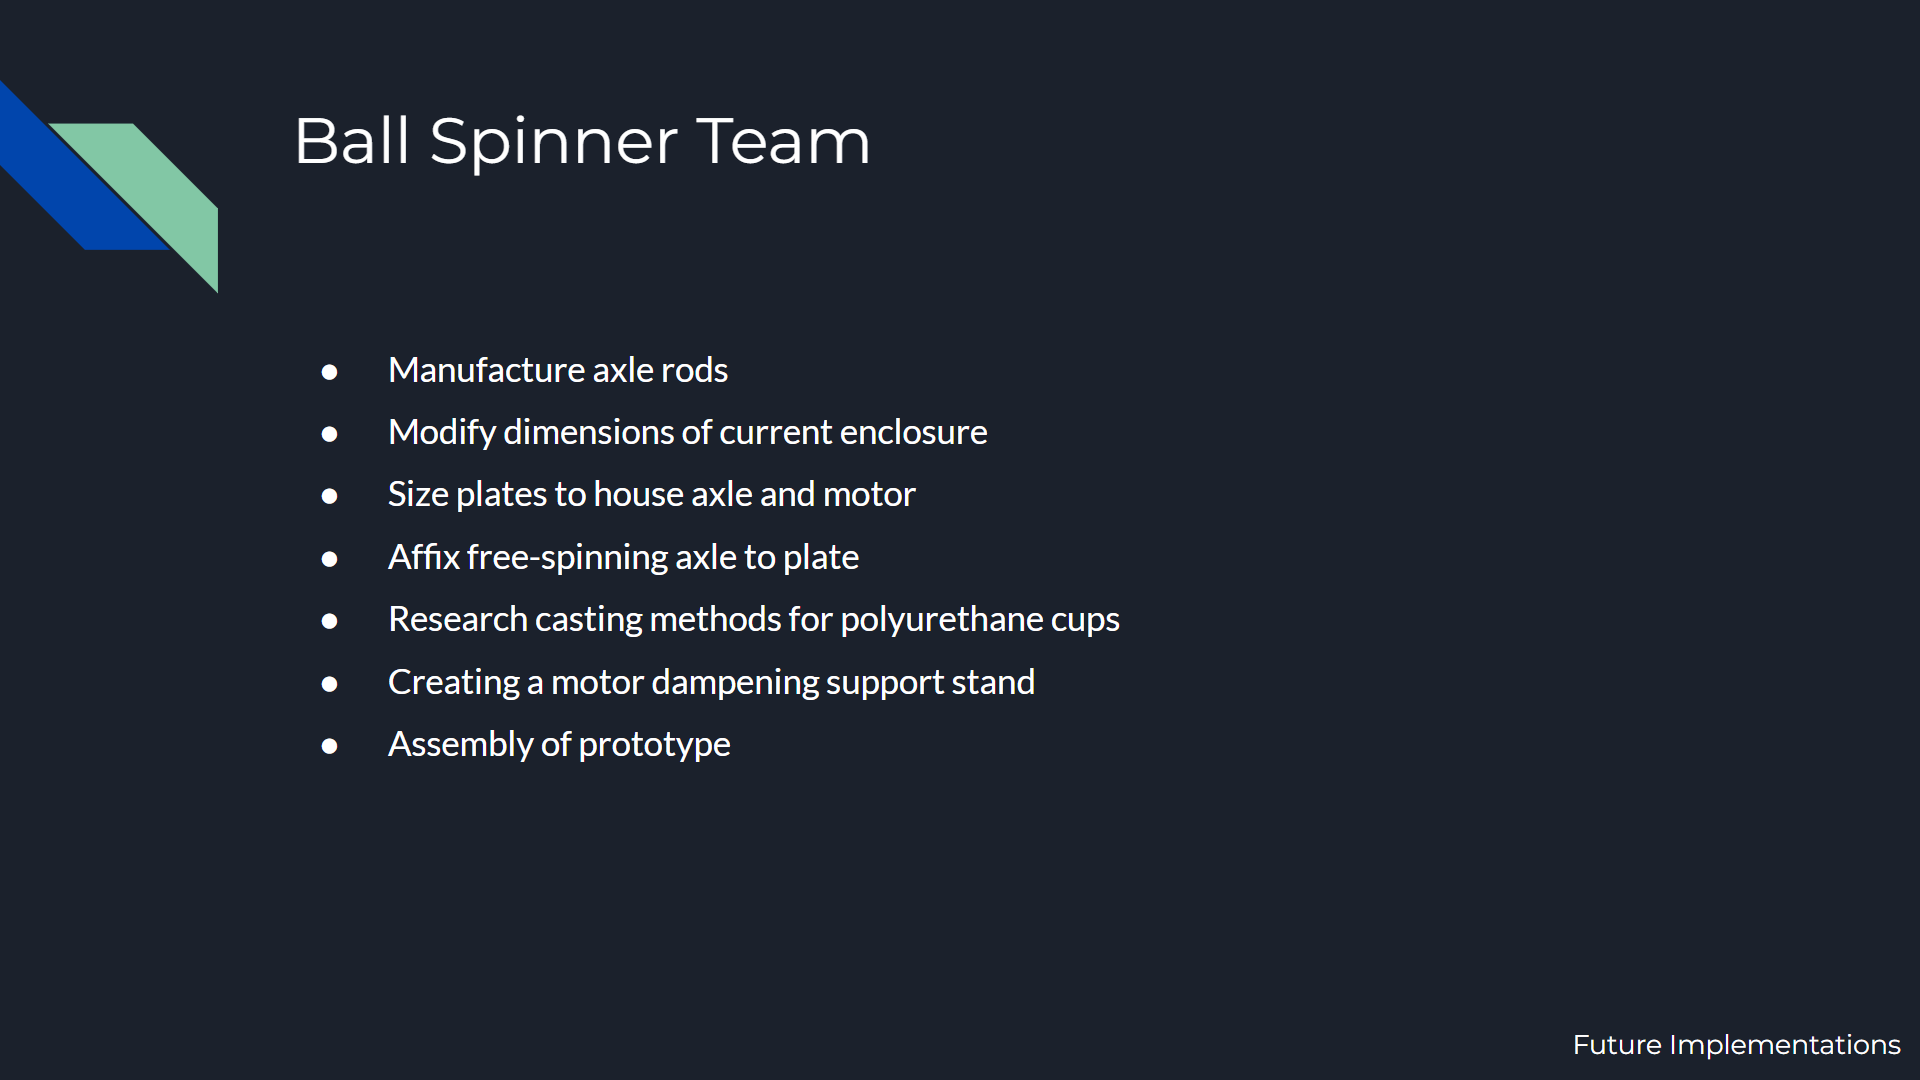 Ball Spinner Team
● Manufacture axle rods
● Modify dimensions of current enclosure
● Size plates to house axle and motor
● Affix free-spinning axle to plate
● Research casting methods for polyurethane cups
● Creating a motor dampening support stand
● Assembly of prototype
Future Implementations